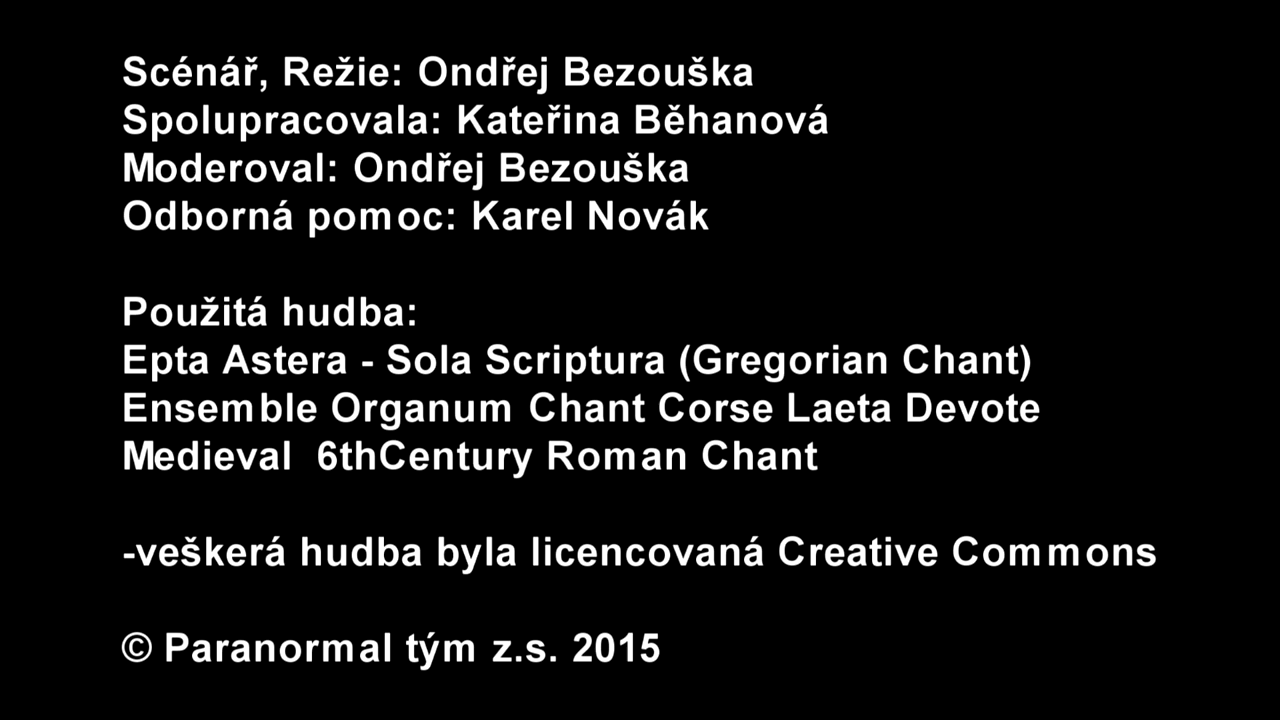 Scénář, Režie: Ondřej Bezouška
Spolupracovala: Kateřina Běhanová
Moderoval: Ondřej Bezouška
Odborná pomoc: Karel Novák
Použitá hudba:
Epta Astera - Sola Scriptura (Gregorian Chant)
Ensemble Organum Chant Corse Laeta Devote
Medieval  6thCentury Roman Chant
-veškerá hudba byla licencovaná Creative Commons
© Paranormal tým z.s. 2015